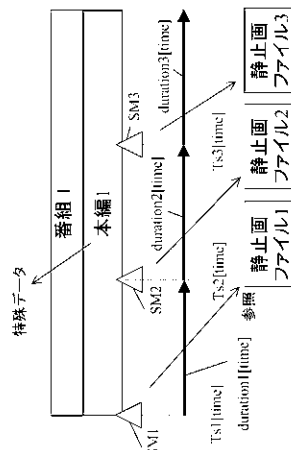 特殊データ
番組1
本編1
SM1
SM2
SM3
duration1[time]
duration2[time]
duration3[time]
Ts1[time]
Ts2[time]
Ts3[time]
参照
静止画
ファイル1
静止画
ファイル2
静止画
ファイル3